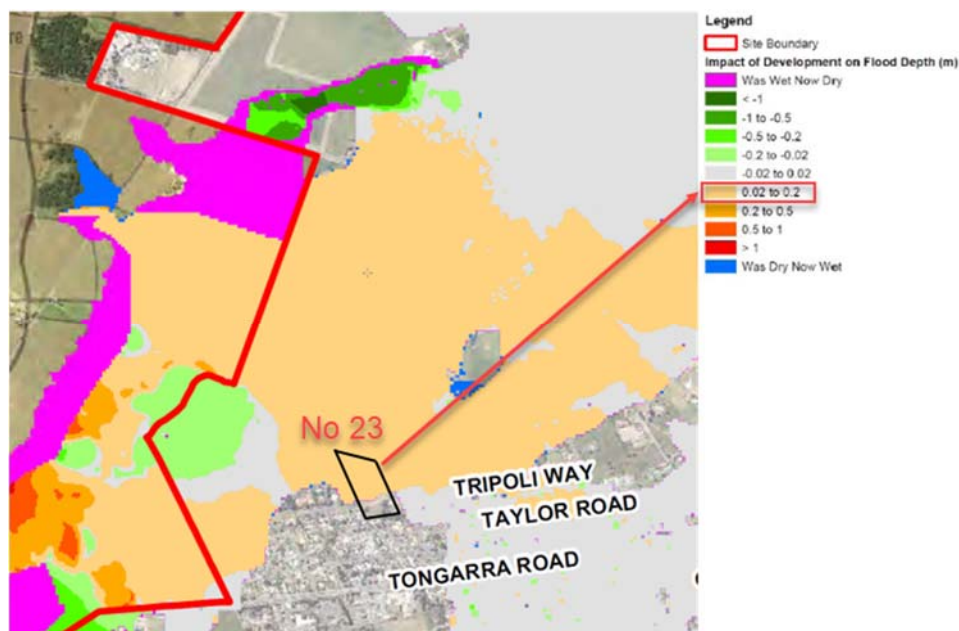 Legend
Site Boundary
Impact of Development on Flood Depth (m)
Was Wet Now Dry
< -1
-1 to -0.5
-0.5 to -0.2
-0.2 to -0.02
-0.02 to 0.02
0.02 to 0.2
0.2 to 0.5
0.5 to 1
> 1
Was Dry Now Wet
No 23
TRIPOLI WAY
TAYLOR ROAD
TONGARRA ROAD